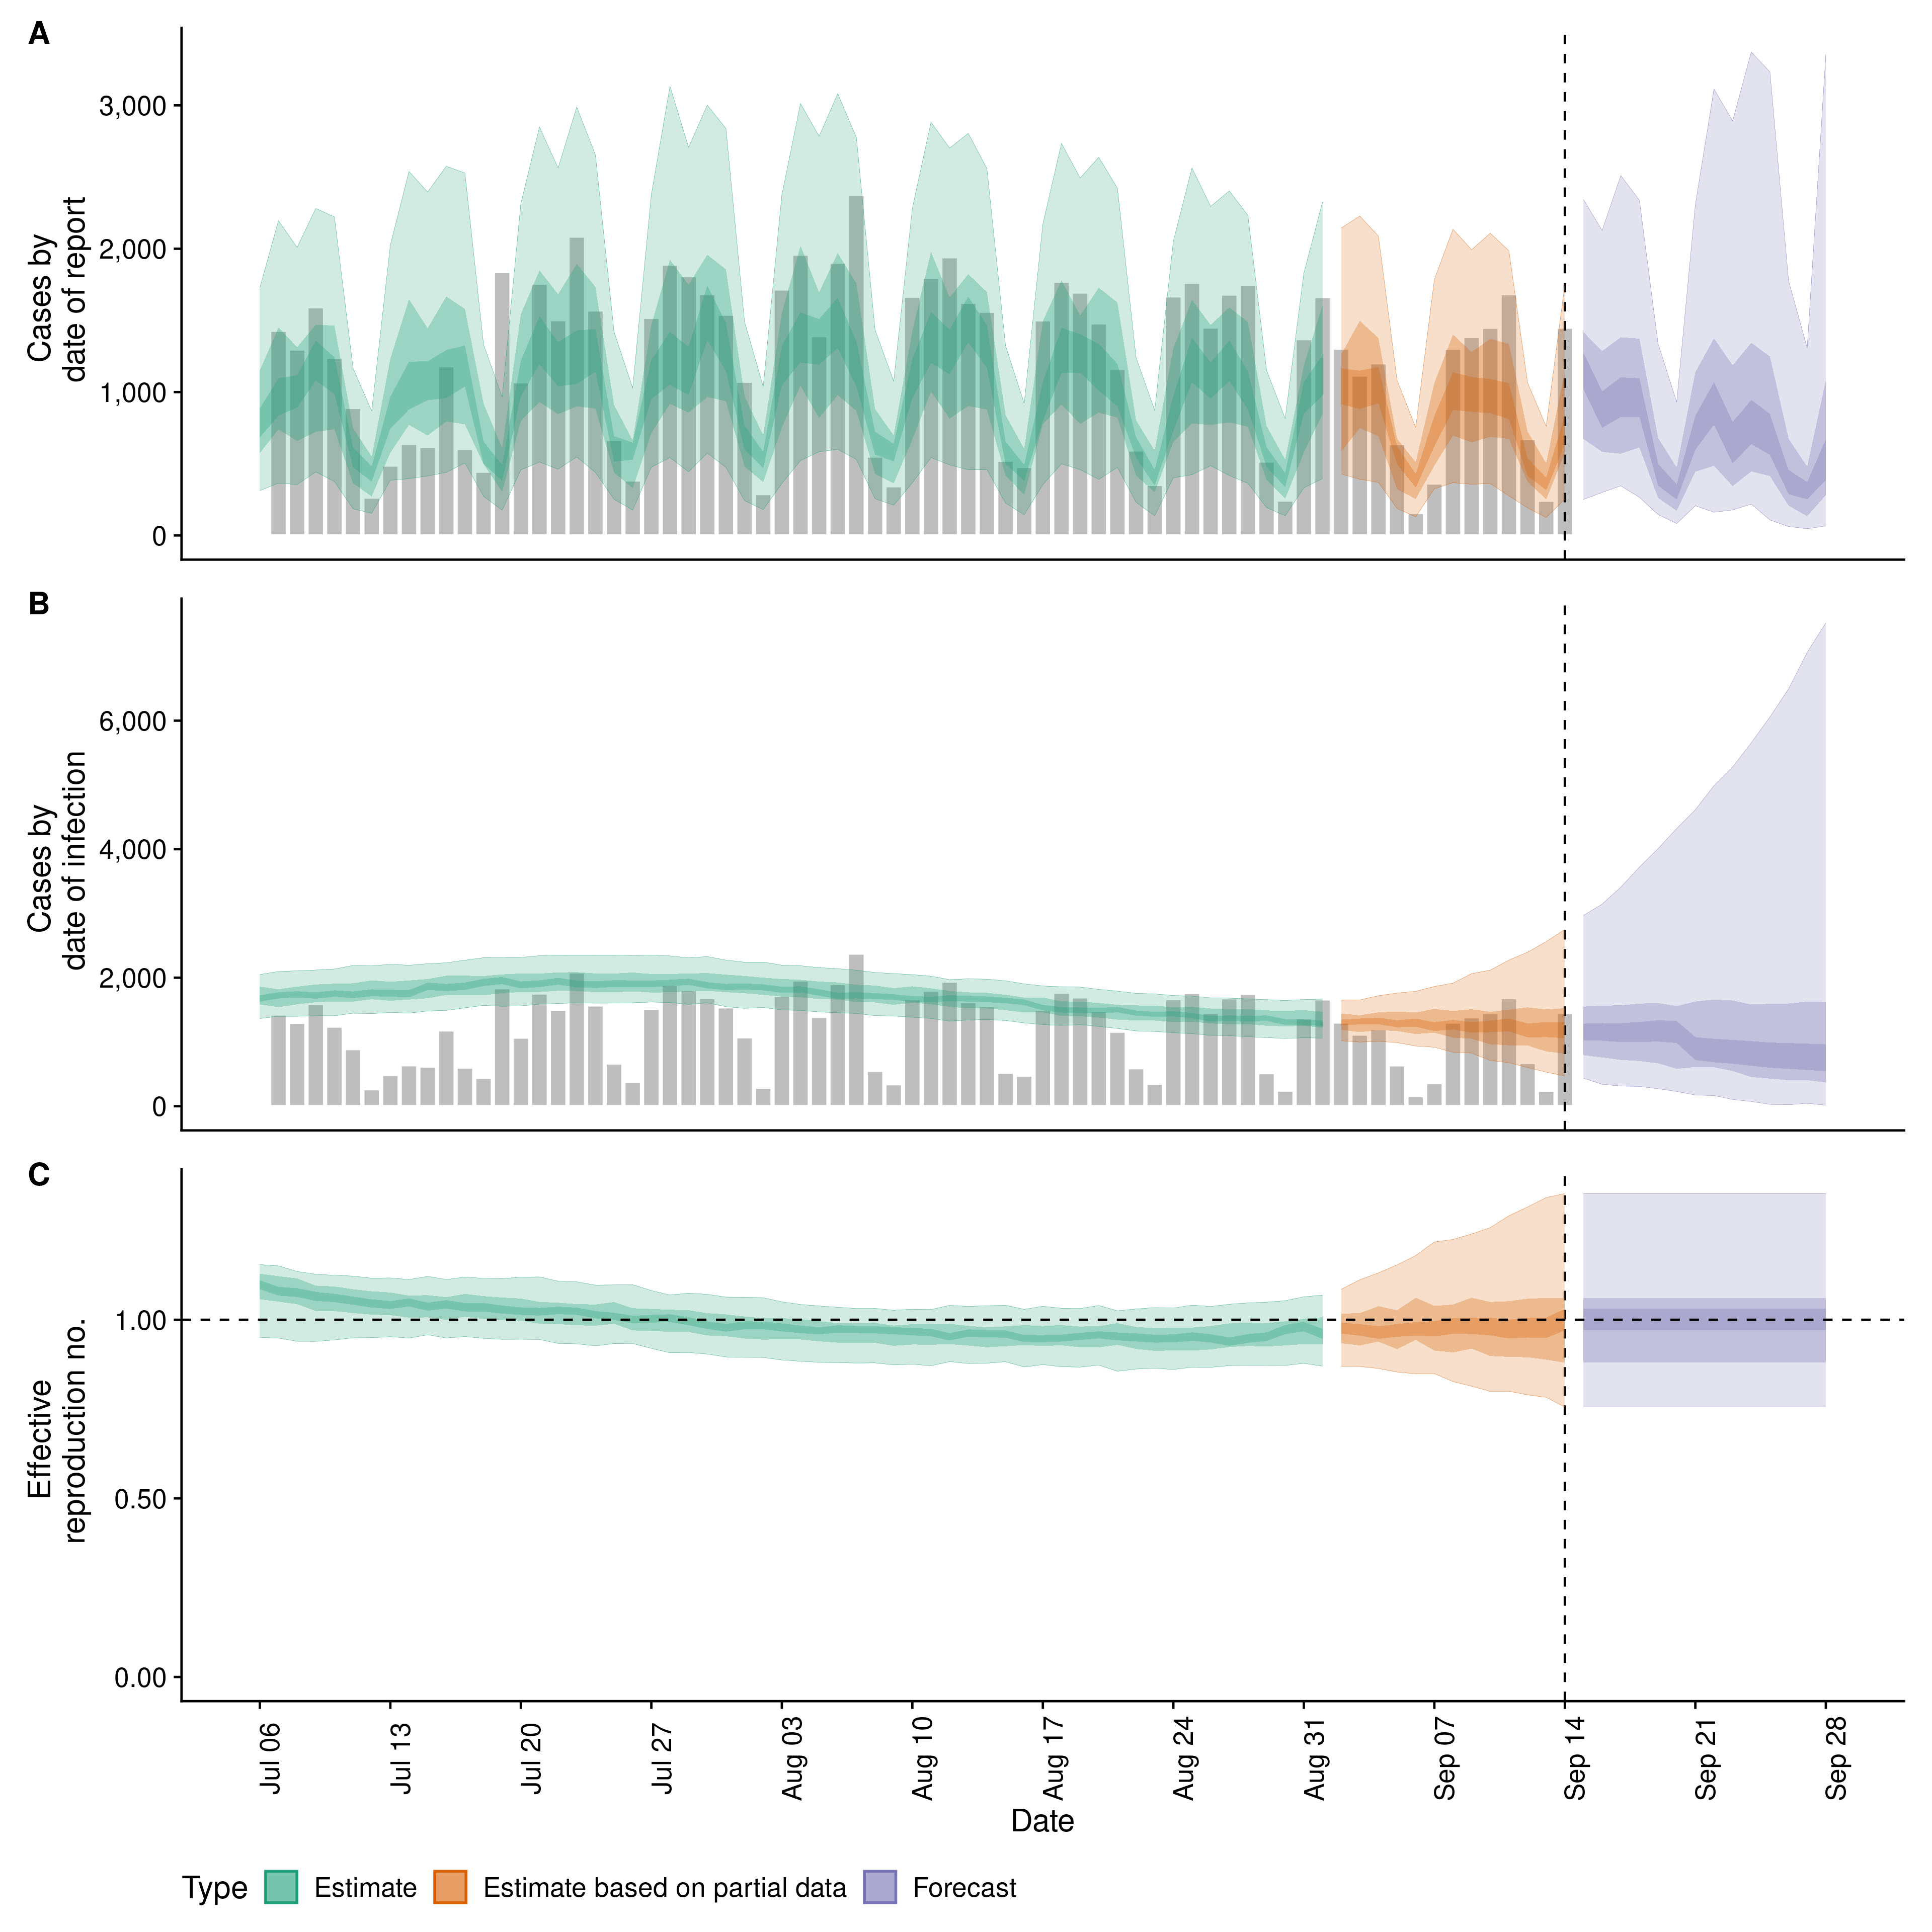 A
Cases by
date of report
3,000
2,000
1,000
0
B
Cases by
date of infection
6,000
4,000
2,000
0
C
Effective
reproduction no.
1.00
0.50
0.00
Jul 06
Jul 13
Jul 20
Jul 27
Aug 03
Aug 10
Aug 17
Aug 24
Aug 31
Sep 07
Sep 14
Sep 21
Sep 28
Date
Type
Estimate
Estimate based on partial data
Forecast